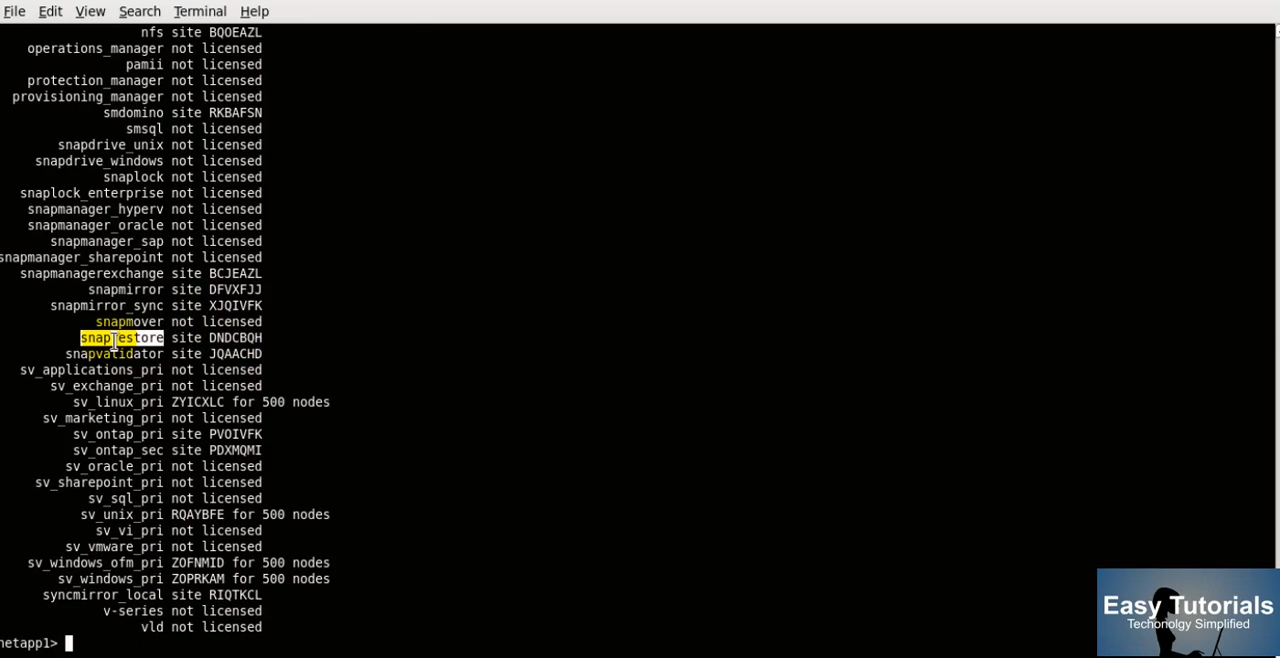 File Edit View Search Terminal Help
nfs site BQOEAZL
operations_manager not licensed
pamii not licensed
protection_manager not licensed
provisioning_manager not licensed
smdomino site RKBAFSN
smsql not licensed
snapdrive_unix not licensed
snapdrive_windows not licensed
snaplock not licensed
snaplock_enterprise not licensed
snapmanager_hyperv not licensed
snapmanager_oracle not licensed
snapmanager_sap not licensed
snapmanager_sharepoint not licensed
snapmanagerexchange site BCJEAZL
snapmirror site DFVXFJJ
snapmirror_sync site XJQIVFK
snapmover not licensed
snaprestore site DNDCBQH
snapvalidator site JQAACHD
sv_applications_pri not licensed
sv_exchange_pri not licensed
sv_linux_pri ZYICXLC for 500 nodes
sv_marketing_pri not licensed
sv_ontap_pri site PVOIVFK
sv_ontap_sec site PDXMQMI
sv_oracle_pri not licensed
sv_sharepoint_pri not licensed
sv_sql_pri not licensed
sv_unix_pri RQAYBFE for 500 nodes
sv_vi_pri not licensed
sv_vmware_pri not licensed
sv_windows_ofm_pri ZOFNMID for 500 nodes
sv_windows_pri ZOPRKAM for 500 nodes
syncmirror_local site RIQTKCL
v-series not licensed
vld not licensed
netapp1>
Easy Tutorials
Techonolgy Simplified